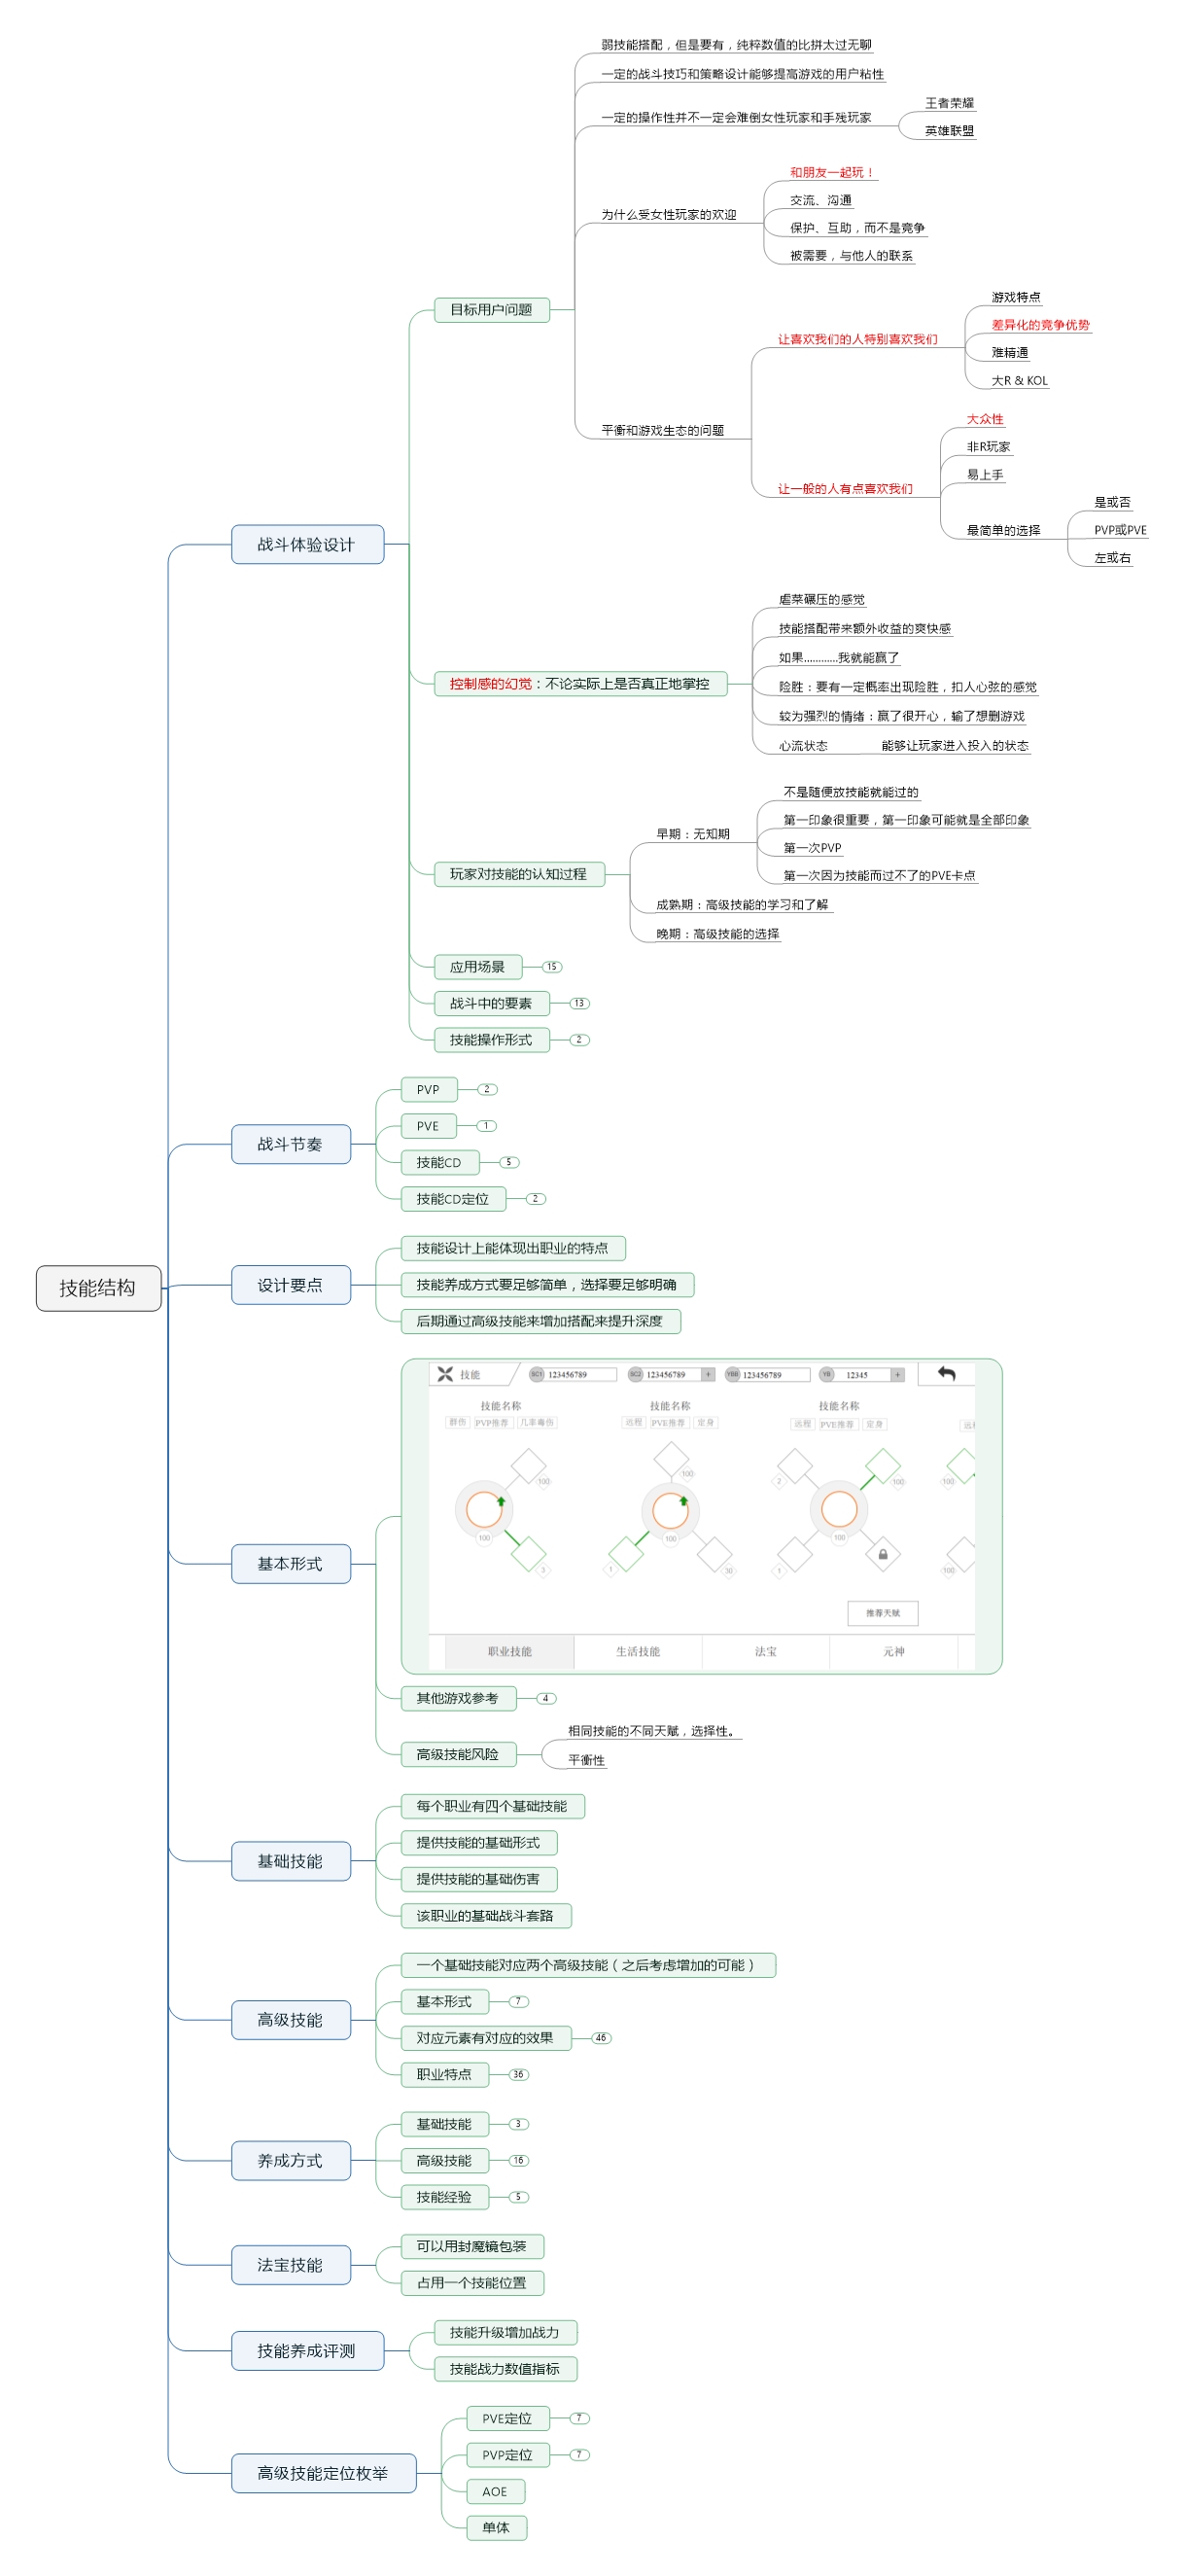 弱技能搭配，但是要有，纯粹数值的比拼太过无聊
一定的战斗技巧和策略设计能够提高游戏的用户粘性
一定的操作性并不一定会难倒女性玩家和手残玩家
王者荣耀
英雄联盟
为什么受女性玩家的欢迎
和朋友一起玩！
交流、沟通
保护、互助，而不是竞争
被需要，与他人的联系
目标用户问题
平衡和游戏生态的问题
让喜欢我们的人特别喜欢我们
游戏特点
差异化的竞争优势
难精通
大R & KOL
让一般的人有点喜欢我们
大众性
非R玩家
易上手
最简单的选择
是或否
PVP或PVE
左或右
战斗体验设计
控制感的幻觉：不论实际上是否真正地掌控
虐菜碾压的感觉
技能搭配带来额外收益的爽快感
如果............我就能赢了
险胜：要有一定概率出现险胜，扣人心弦的感觉
较为强烈的情绪：赢了很开心，输了想删游戏
心流状态
能够让玩家进入投入的状态
玩家对技能的认知过程
早期：无知期
不是随便放技能就能过的
第一印象很重要，第一印象可能就是全部印象
第一次PVP
第一次因为技能而过不了的PVE卡点
成熟期：高级技能的学习和了解
晚期：高级技能的选择
应用场景 15
战斗中的要素 13
技能操作形式 2
战斗节奏
PVP 2
PVE 1
技能CD 5
技能CD定位 2
技能结构
设计要点
技能设计上能体现出职业的特点
技能养成方式要足够简单，选择要足够明确
后期通过高级技能来增加搭配来提升深度
基本形式
技能 SC1 123456789 SC2 123456789 + YBB 123456789 YB 12345 +
技能名称 技能名称 技能名称
群伤 PVP推荐 几率毒伤 远程 PVE推荐 定身 远程 PVE推荐 定身
100 100 2 100 100
100 100 100
3 1 30 1 100
推荐天赋
职业技能 生活技能 法宝 元神
其他游戏参考 4
高级技能风险
相同技能的不同天赋，选择性。
平衡性
基础技能
每个职业有四个基础技能
提供技能的基础形式
提供技能的基础伤害
该职业的基础战斗套路
高级技能
一个基础技能对应两个高级技能（之后考虑增加的可能）
基本形式 7
对应元素有对应的效果 46
职业特点 36
养成方式
基础技能 3
高级技能 16
技能经验 5
法宝技能
可以用封魔镜包装
占用一个技能位置
技能养成评测
技能升级增加战力
技能战力数值指标
高级技能定位枚举
PVE定位 7
PVP定位 7
AOE
单体